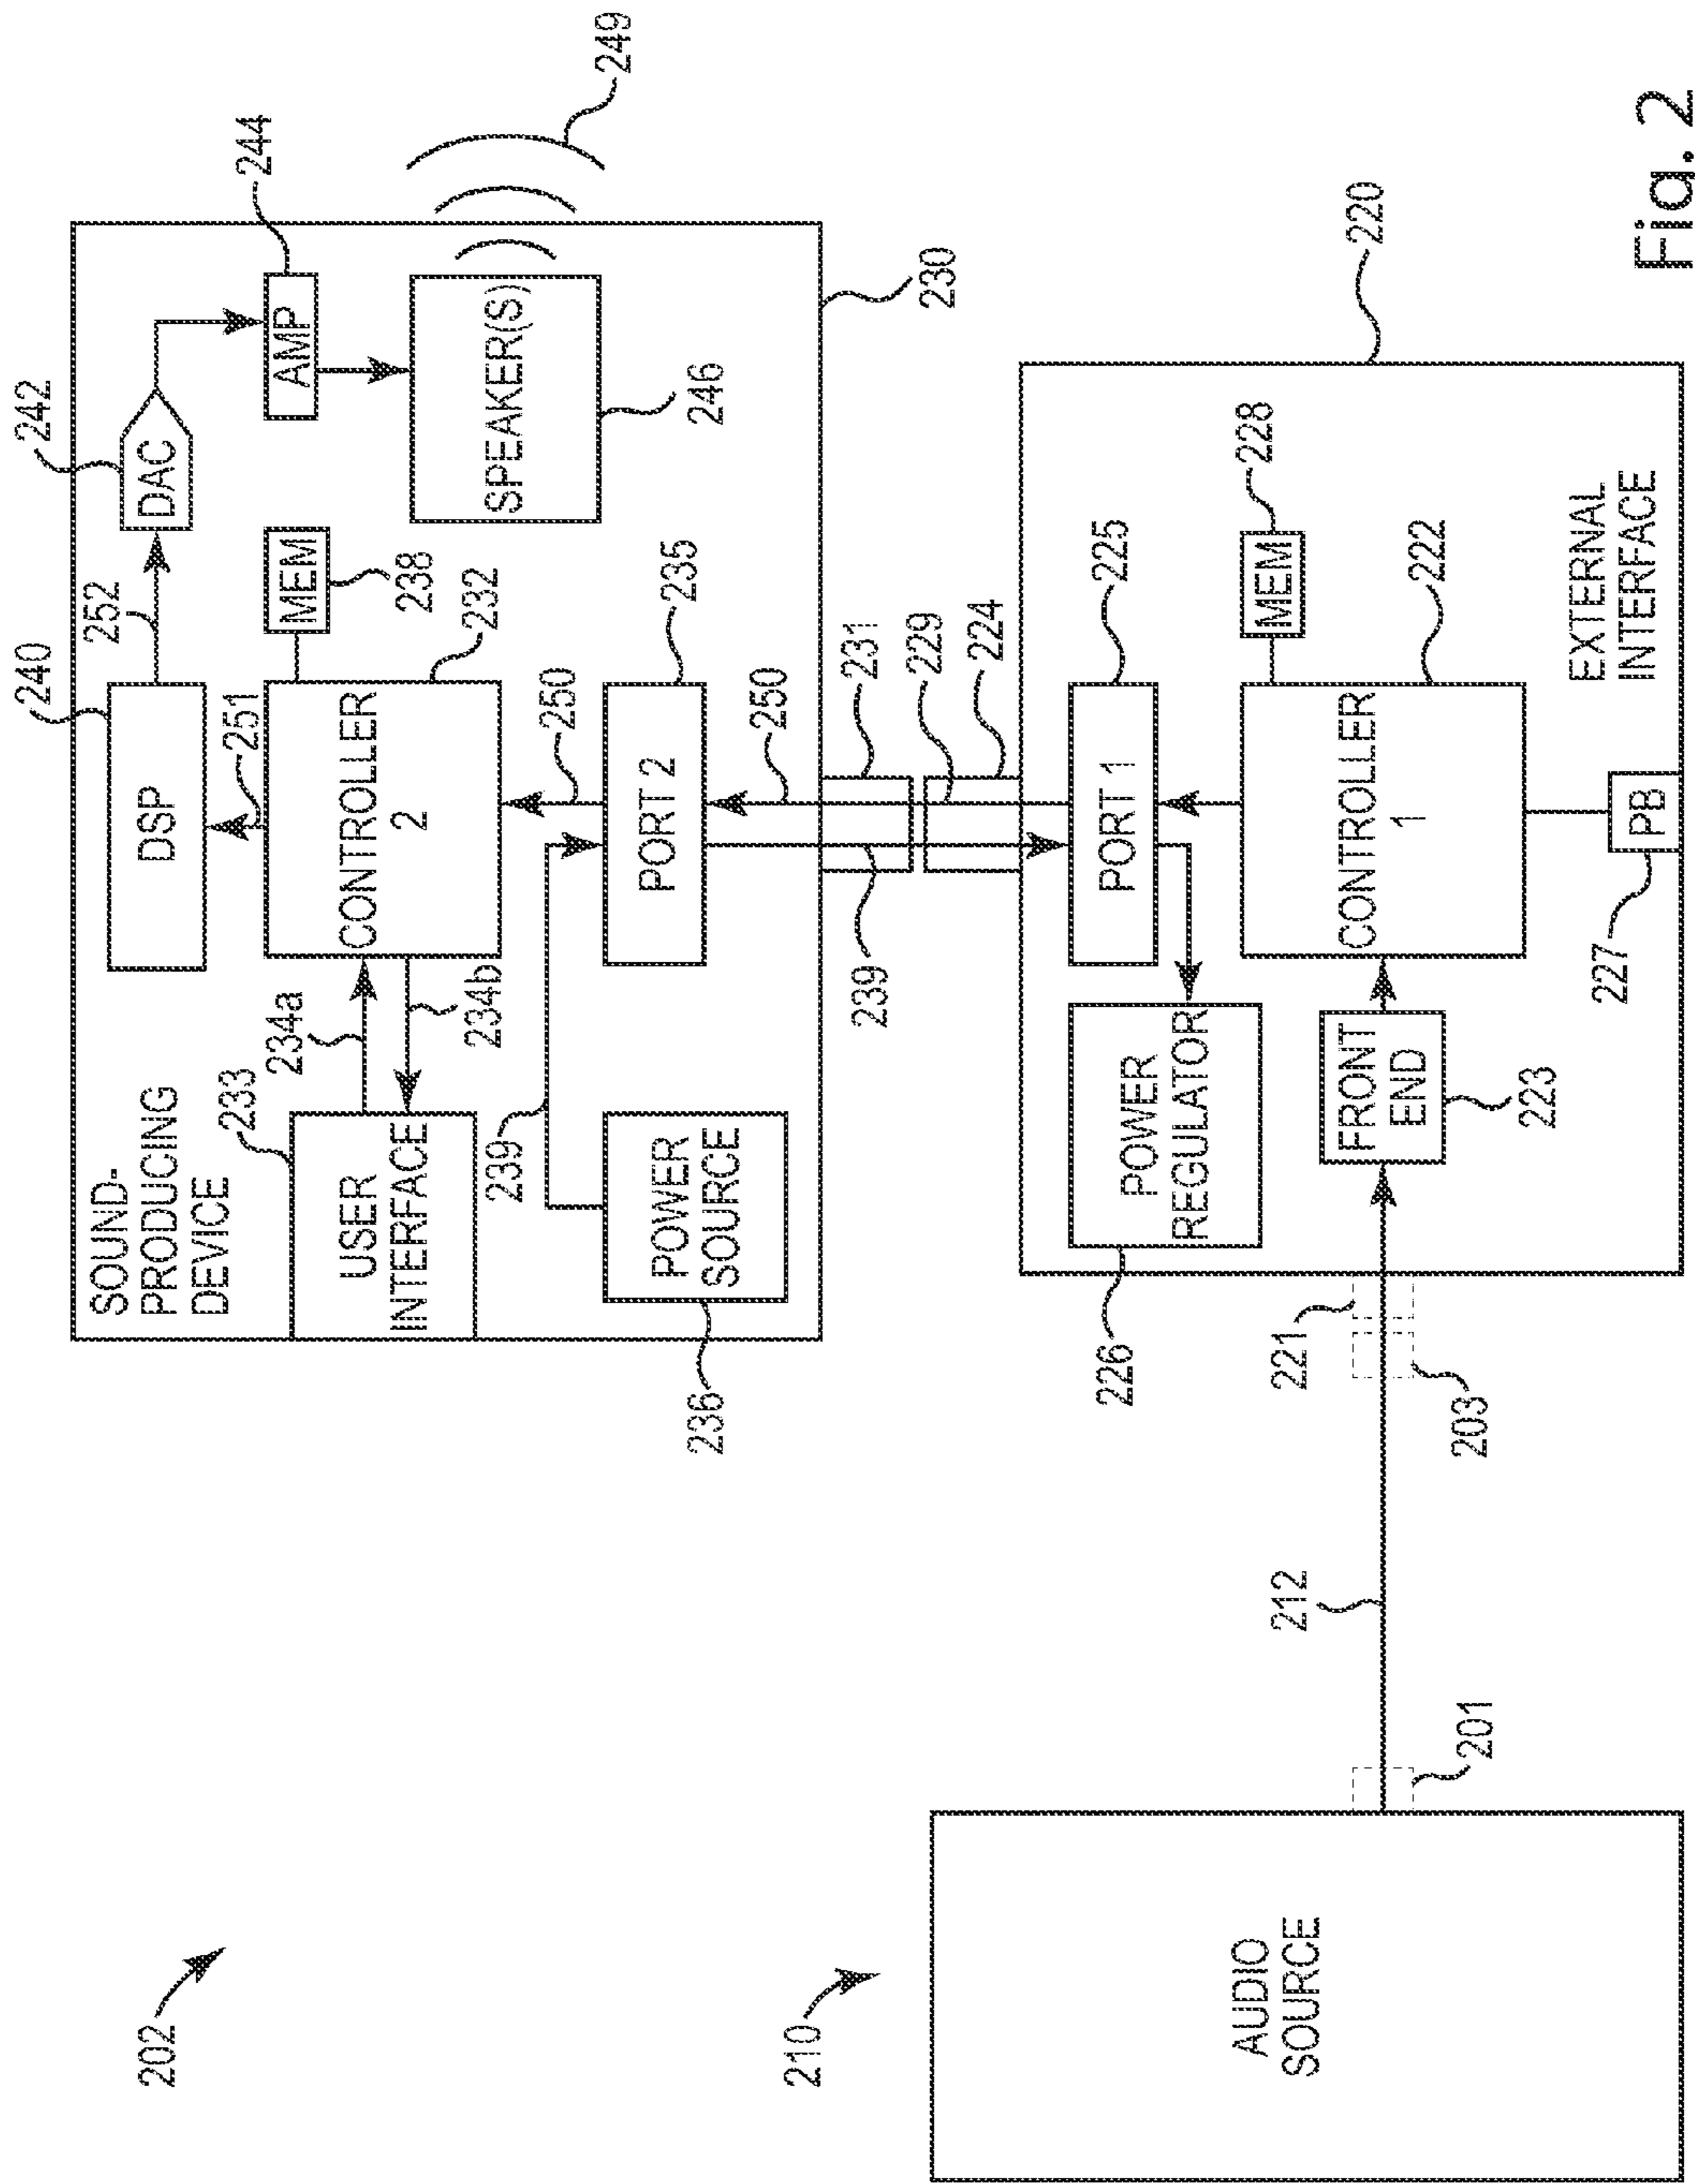 202
SOUND-
PRODUCING
DEVICE
233
USER
INTERFACE
234a
234b
239
POWER
SOURCE
236
240
DSP
251
252
242
DAC
244
AMP
SPEAKER(S)
246
249
MEM
238
CONTROLLER
2
232
250
PORT 2
235
250
231
230
239
229
224
210
AUDIO
SOURCE
201
212
203
221
220
PORT 1
225
POWER
REGULATOR
226
FRONT
END
223
CONTROLLER
1
222
MEM
228
PB
227
EXTERNAL
INTERFACE
Fig. 2